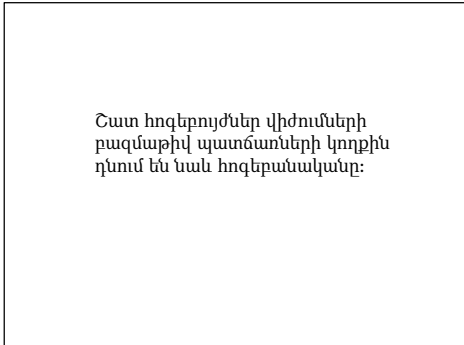 Շատ հոգեբույժներ վիժումների
բազմաթիվ պատճառների կողքին
դնում են նաև հոգեբանականը: